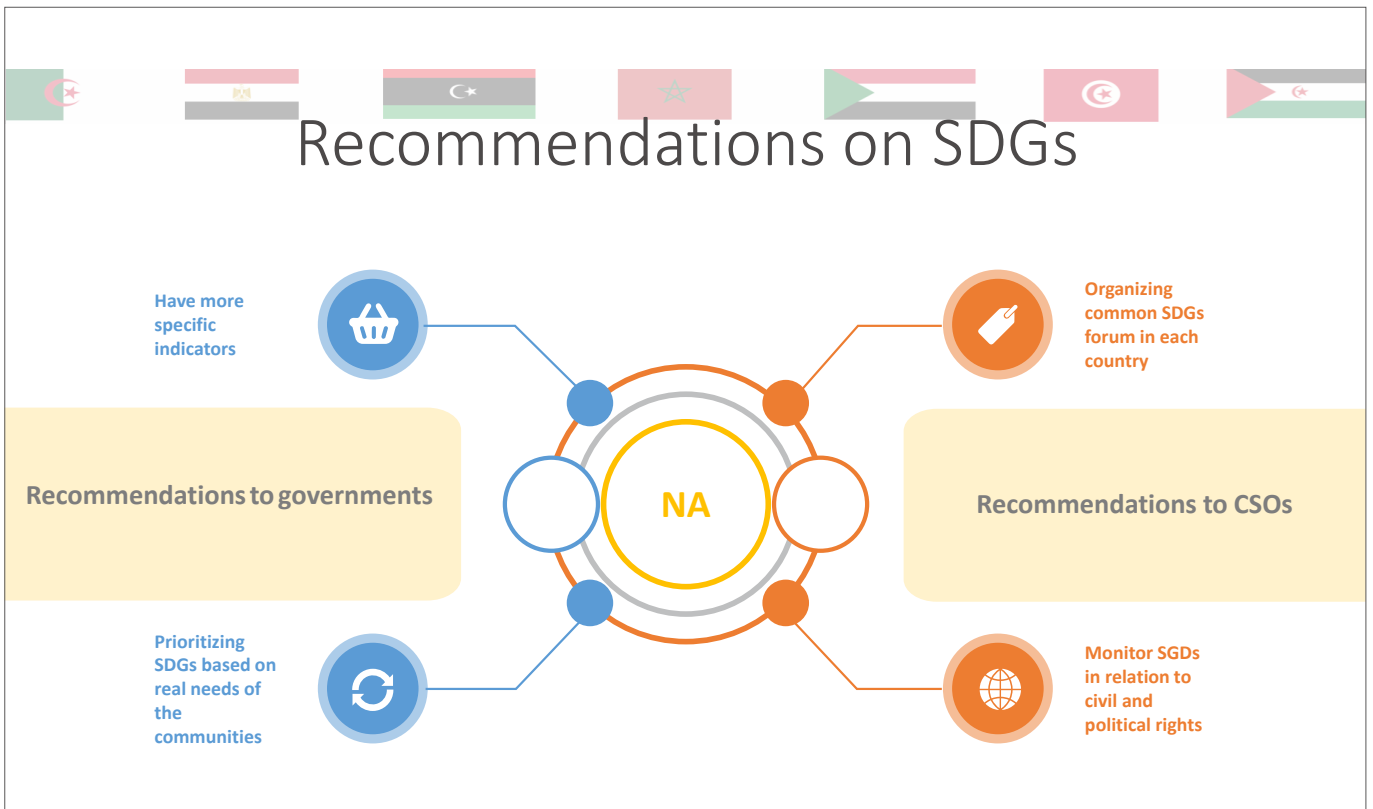 Recommendations on SDGs
Have more
specific
indicators
Organizing
common SDGs
forum in each
country
Recommendations to governments
NA
Recommendations to CSOs
Prioritizing
SDGs based on
real needs of
the
communities
Monitor SGDs
in relation to
civil and
political rights